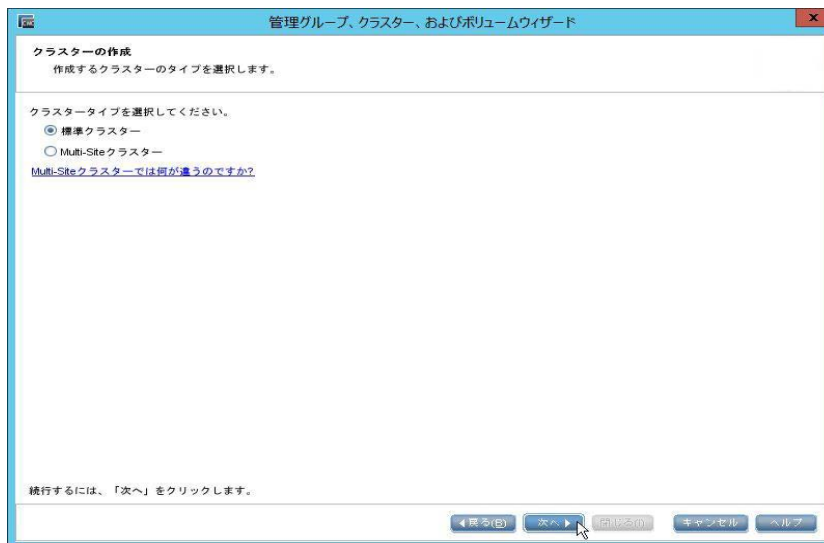 管理グループ、クラスター、およびボリュームウィザード
クラスターの作成
作成するクラスターのタイプを選択します。
クラスタータイプを選択してください。
標準クラスター
Multi-Siteクラスター
Multi-Siteクラスターでは何が違うのですか?
続行するには、「次へ」をクリックします。
戻る(B) 次へ キャンセル ヘルプ